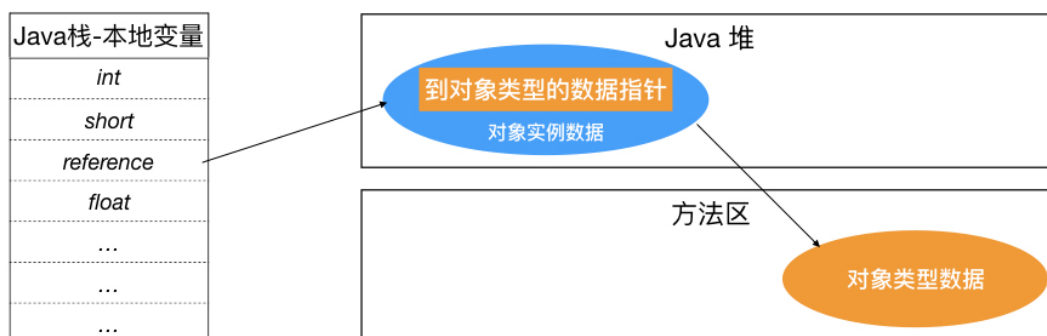 Java栈-本地变量
int
short
reference
float
...
...
...
Java 堆
到对象类型的数据指针
对象实例数据
方法区
对象类型数据